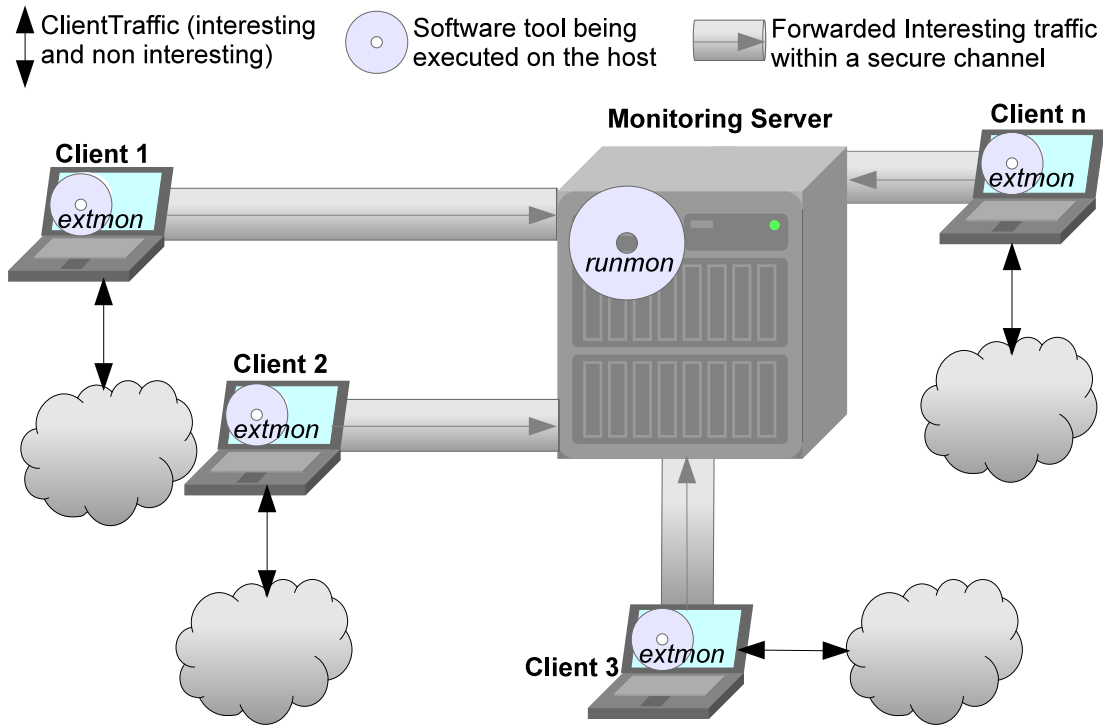 ClientTraffic (interesting
and non interesting)
Software tool being
executed on the host
Forwarded Interesting traffic
within a secure channel
Monitoring Server
Client n
extmon
Client 1
extmon
runmon
Client 2
extmon
Client 3
extmon